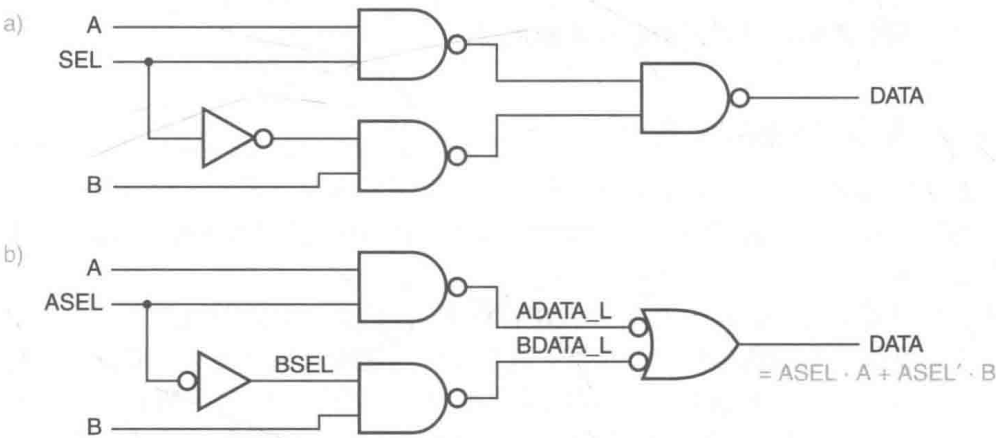 a)
A
SEL
B
DATA
b)
A
ASEL
ADATA_L
BDATA_L
DATA
BSEL
= ASEL · A + ASEL′ · B
B